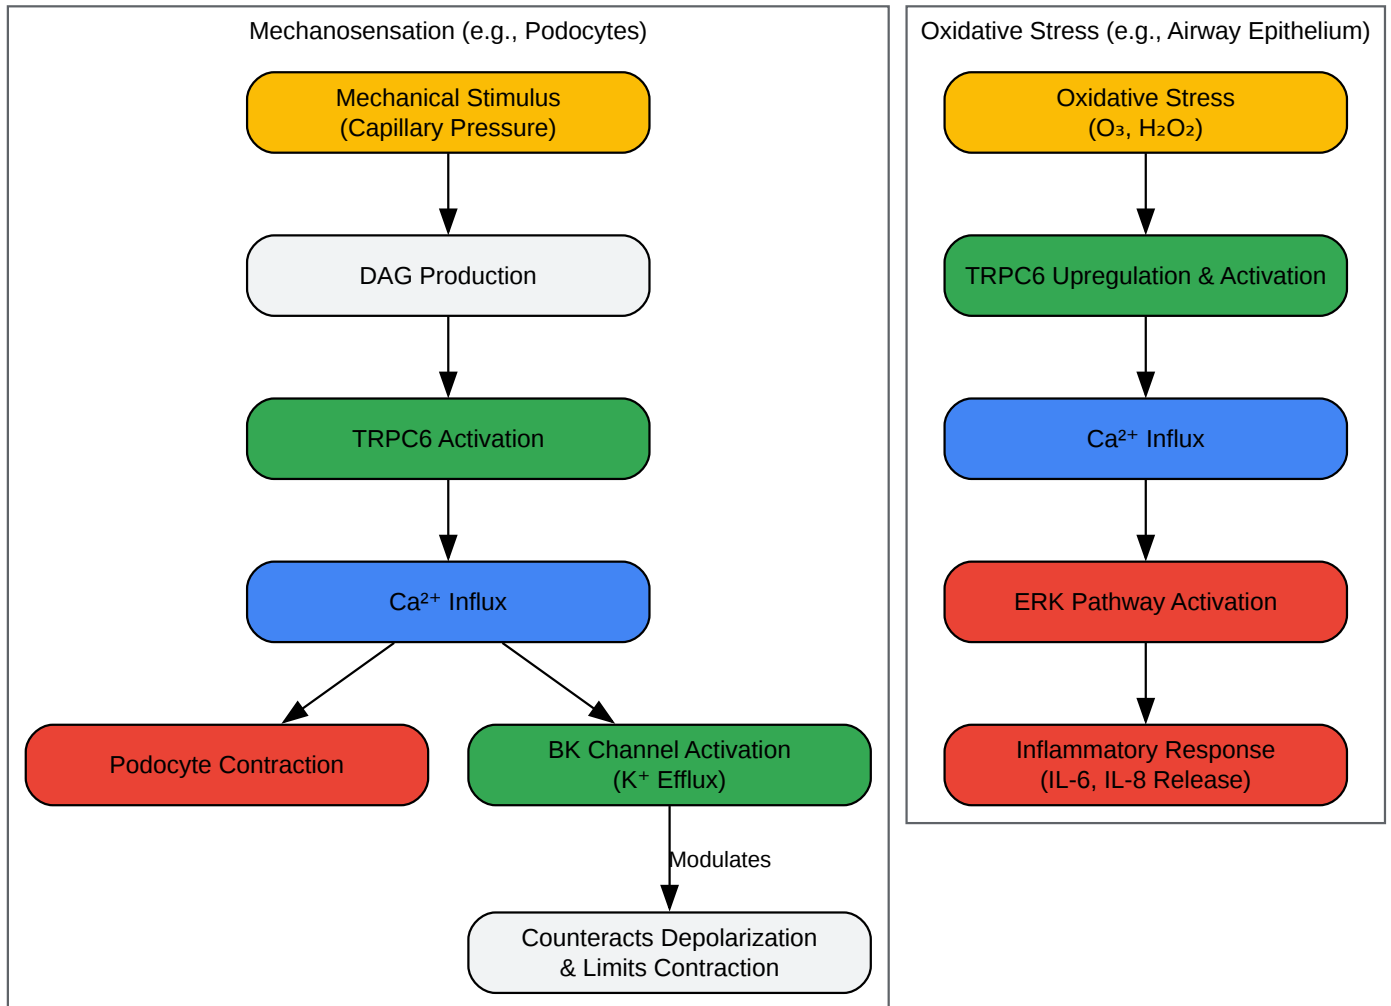 Mechanosensation (e.g., Podocytes)
Mechanical Stimulus
(Capillary Pressure)
DAG Production
TRPC6 Activation
Ca²⁺ Influx
Podocyte Contraction
BK Channel Activation
(K⁺ Efflux)
Modulates
Counteracts Depolarization
& Limits Contraction
Oxidative Stress (e.g., Airway Epithelium)
Oxidative Stress
(O₃, H₂O₂)
TRPC6 Upregulation & Activation
Ca²⁺ Influx
ERK Pathway Activation
Inflammatory Response
(IL-6, IL-8 Release)